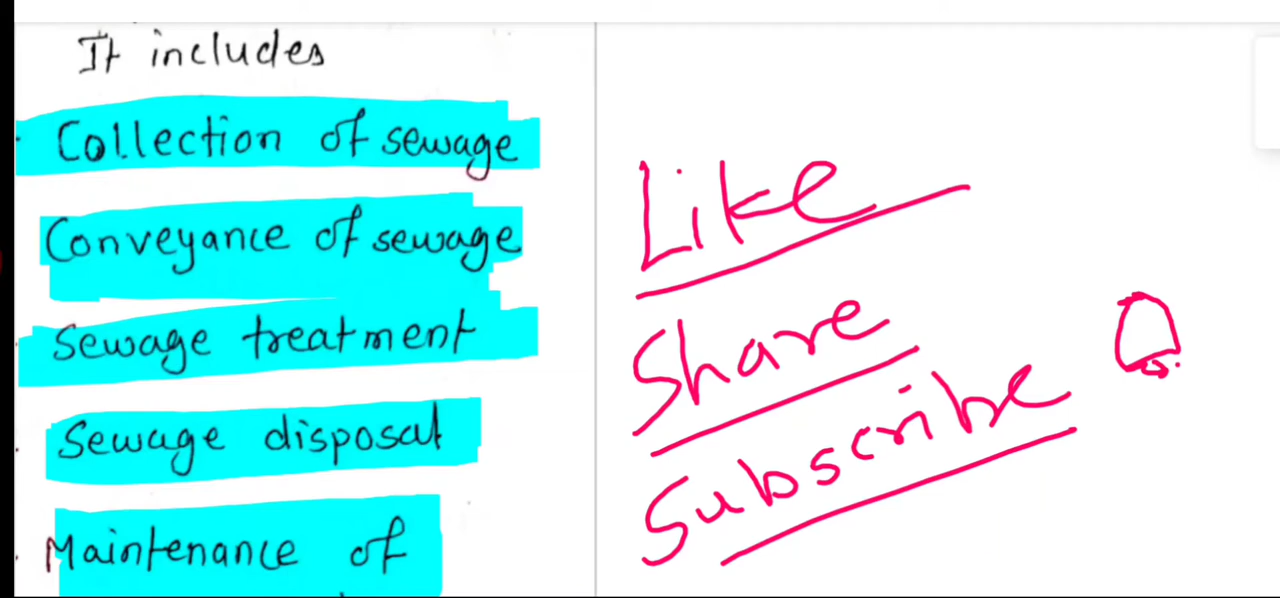 It includes
Collection of sewage
Conveyance of sewage
Sewage treatment
Sewage disposal
Maintenance of
Like
Share
Subscribe